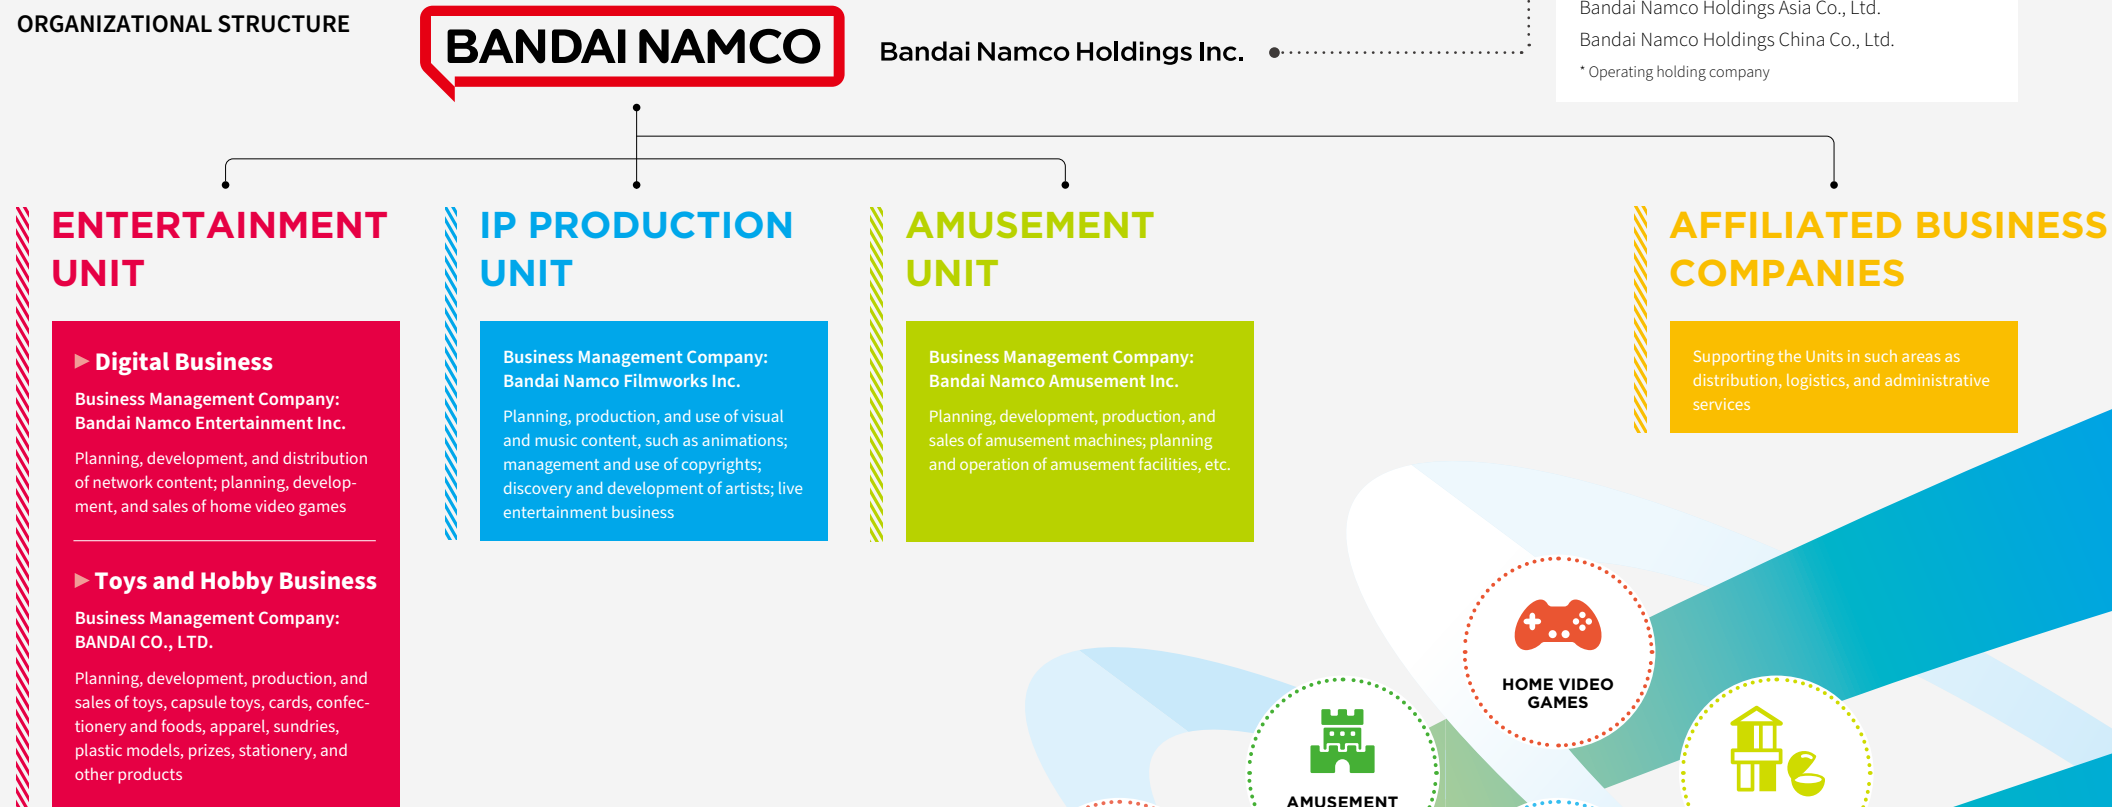 ORGANIZATIONAL STRUCTURE
BANDAI NAMCO
Bandai Namco Holdings Inc.
Bandai Namco Holdings Asia Co., Ltd.
Bandai Namco Holdings China Co., Ltd.
* Operating holding company
ENTERTAINMENT
UNIT
▶ Digital Business
Business Management Company:
Bandai Namco Entertainment Inc.
Planning, development, and distribution
of network content; planning, develop-
ment, and sales of home video games
▶ Toys and Hobby Business
Business Management Company:
BANDAI CO., LTD.
Planning, development, production, and
sales of toys, capsule toys, cards, confec-
tionery and foods, apparel, sundries,
plastic models, prizes, stationery, and
other products
IP PRODUCTION
UNIT
Business Management Company:
Bandai Namco Filmworks Inc.
Planning, production, and use of visual
and music content, such as animations;
management and use of copyrights;
discovery and development of artists; live
entertainment business
AMUSEMENT
UNIT
Business Management Company:
Bandai Namco Amusement Inc.
Planning, development, production, and
sales of amusement machines; planning
and operation of amusement facilities, etc.
AFFILIATED BUSINESS
COMPANIES
Supporting the Units in such areas as
distribution, logistics, and administrative
services
HOME VIDEO
GAMES
AMUSEMENT